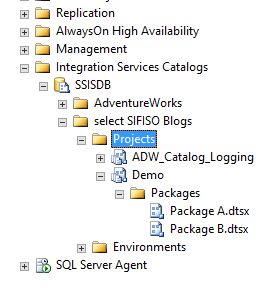 Replication
AlwaysOn High Availability
Management
Integration Services Catalogs
SSISDB
AdventureWorks
select SIFISO Blogs
Projects
ADW_Catalog_Logging
Demo
Packages
Package A.dtsx
Package B.dtsx
Environments
SQL Server Agent